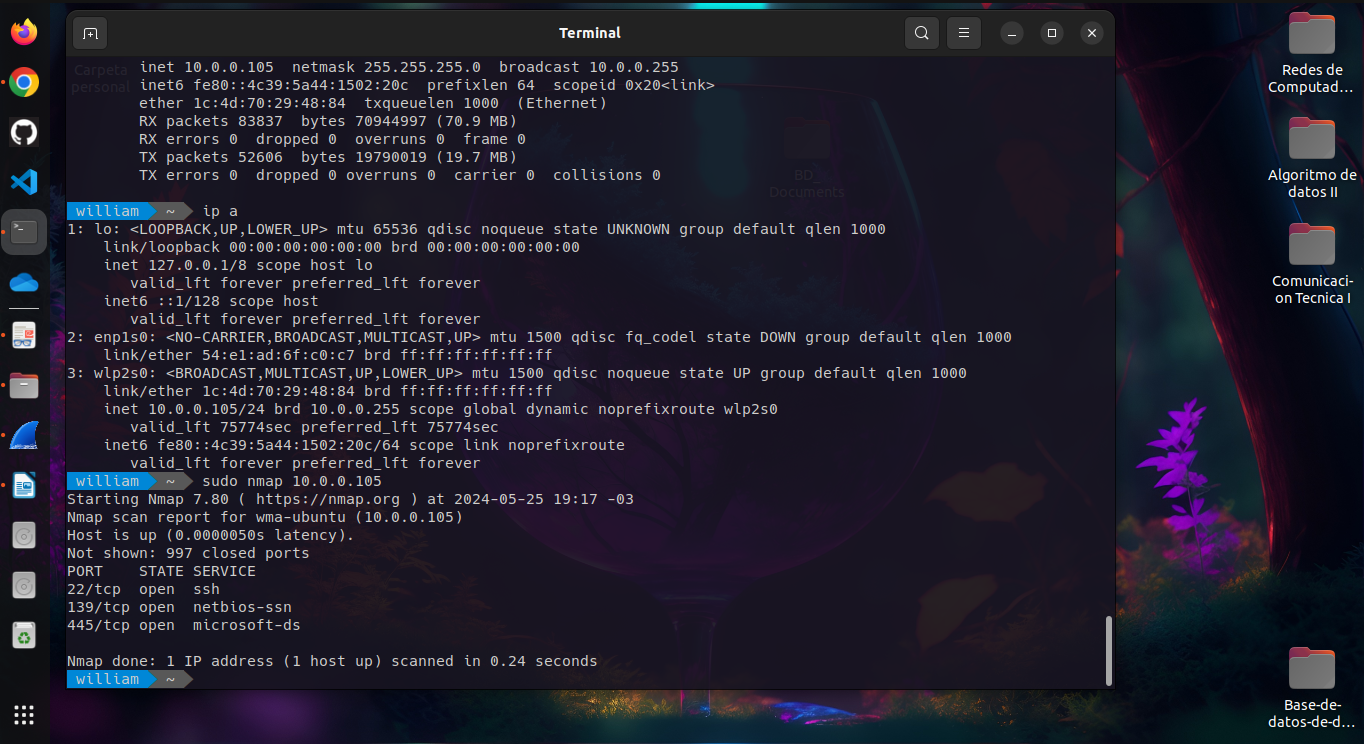 Terminal
Carpeta
personal
inet 10.0.0.105  netmask 255.255.255.0  broadcast 10.0.0.255
inet6 fe80::4c39:5a44:1502:20c  prefixlen 64  scopeid 0x20<link>
ether 1c:4d:70:29:48:84  txqueuelen 1000  (Ethernet)
RX packets 83837  bytes 70944997 (70.9 MB)
RX errors 0  dropped 0  overruns 0  frame 0
TX packets 52606  bytes 19790019 (19.7 MB)
TX errors 0  dropped 0 overruns 0  carrier 0  collisions 0
BD_
Documents
william ~ ip a
1: lo: <LOOPBACK,UP,LOWER_UP> mtu 65536 qdisc noqueue state UNKNOWN group default qlen 1000
link/loopback 00:00:00:00:00:00 brd 00:00:00:00:00:00
inet 127.0.0.1/8 scope host lo
valid_lft forever preferred_lft forever
inet6 ::1/128 scope host
valid_lft forever preferred_lft forever
2: enp1s0: <NO-CARRIER,BROADCAST,MULTICAST,UP> mtu 1500 qdisc fq_codel state DOWN group default qlen 1000
link/ether 54:e1:ad:6f:c0:c7 brd ff:ff:ff:ff:ff:ff
3: wlp2s0: <BROADCAST,MULTICAST,UP,LOWER_UP> mtu 1500 qdisc noqueue state UP group default qlen 1000
link/ether 1c:4d:70:29:48:84 brd ff:ff:ff:ff:ff:ff
inet 10.0.0.105/24 brd 10.0.0.255 scope global dynamic noprefixroute wlp2s0
valid_lft 75774sec preferred_lft 75774sec
inet6 fe80::4c39:5a44:1502:20c/64 scope link noprefixroute
valid_lft forever preferred_lft forever
william ~ sudo nmap 10.0.0.105
Starting Nmap 7.80 ( https://nmap.org ) at 2024-05-25 19:17 -03
Nmap scan report for wma-ubuntu (10.0.0.105)
Host is up (0.0000050s latency).
Not shown: 997 closed ports
PORT    STATE SERVICE
22/tcp  open  ssh
139/tcp open  netbios-ssn
445/tcp open  microsoft-ds
Nmap done: 1 IP address (1 host up) scanned in 0.24 seconds
william ~
Redes de
Computad...
Algoritmo de
datos II
Comunicaci-
on Tecnica I
Base-de-
datos-de-d...